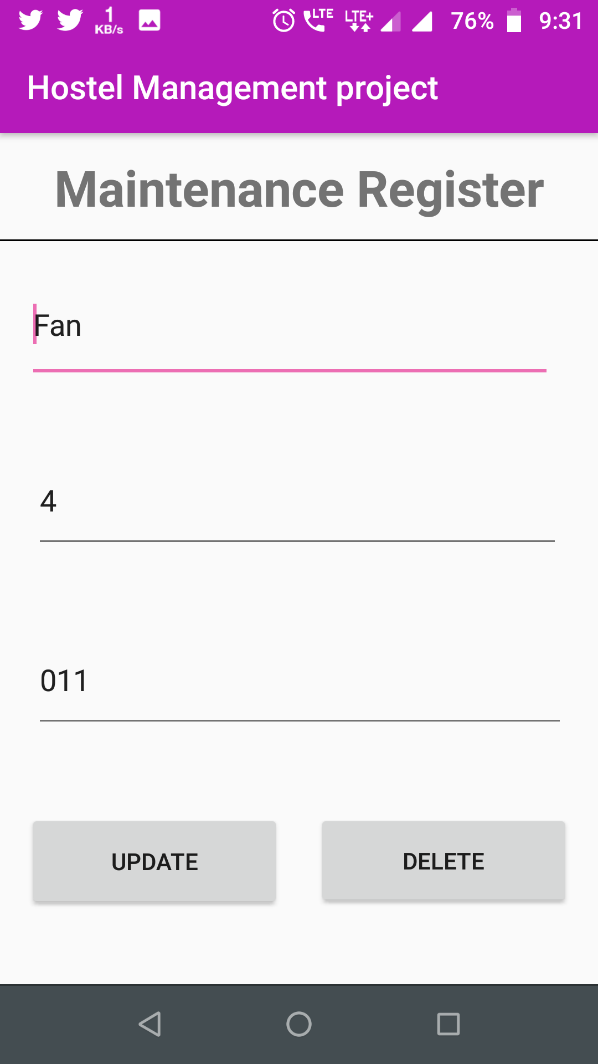 1
KB/s
LTE
LTE+
76%
9:31
Hostel Management project
Maintenance Register
Fan
4
011
UPDATE
DELETE